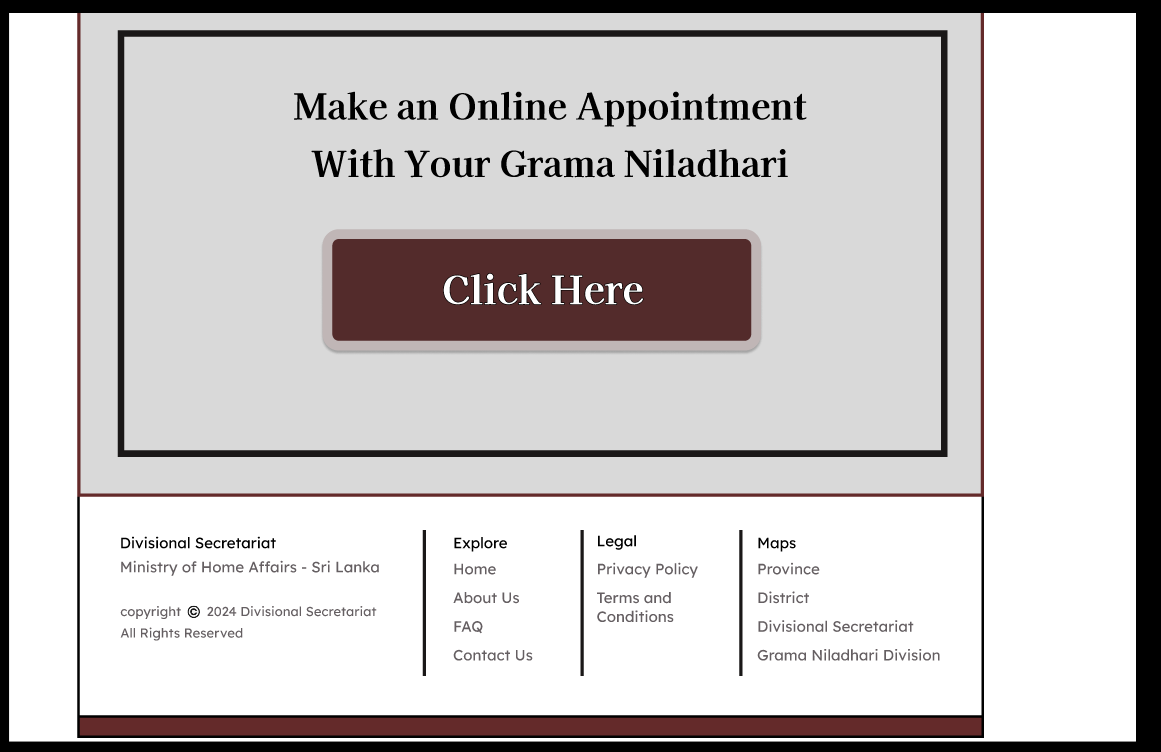 Make an Online Appointment
With Your Grama Niladhari
Click Here
Divisional Secretariat
Ministry of Home Affairs - Sri Lanka
copyright © 2024 Divisional Secretariat
All Rights Reserved
Explore
Home
About Us
FAQ
Contact Us
Legal
Privacy Policy
Terms and
Conditions
Maps
Province
District
Divisional Secretariat
Grama Niladhari Division